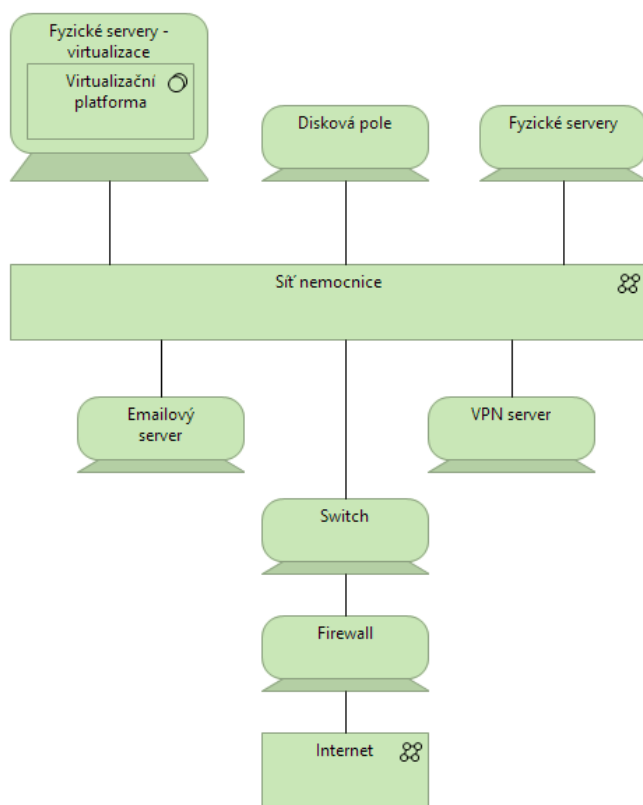 Fyzické servery -
virtualizace
Virtualizační
platforma
Disková pole
Fyzické servery
Síť nemocnice
Emailový
server
VPN server
Switch
Firewall
Internet